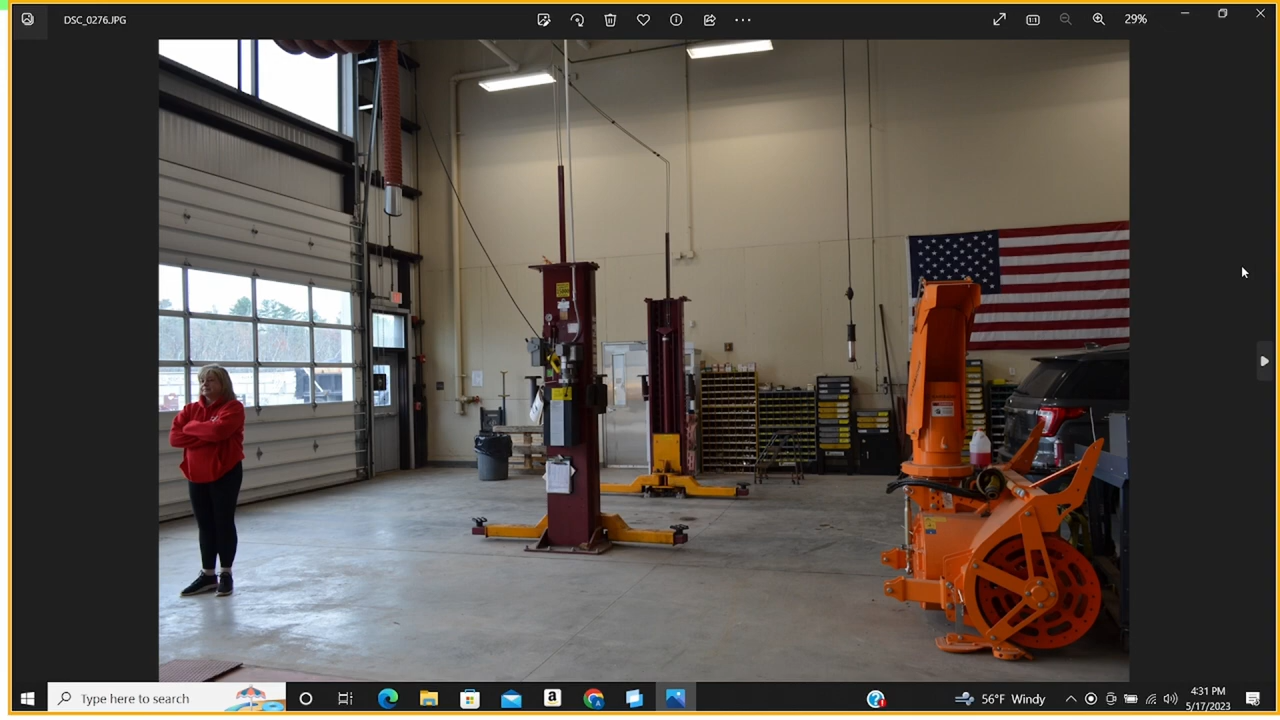 DSC_0276.JPG
29%
Type here to search
56°F Windy
4:31 PM
5/17/2023